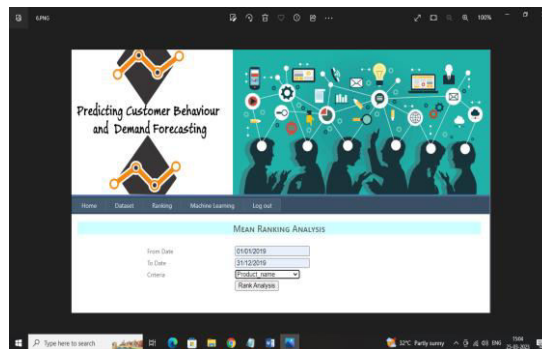 6.PNG
100%
Predicting Customer Behaviour
and Demand Forecasting
Home Dataset Ranking Machine Learning Log out
MEAN RANKING ANALYSIS
From Date 01/01/2019
To Date 31/12/2019
Criteria Product_name
Rank Analysis
Type here to search
32°C Partly sunny ENG